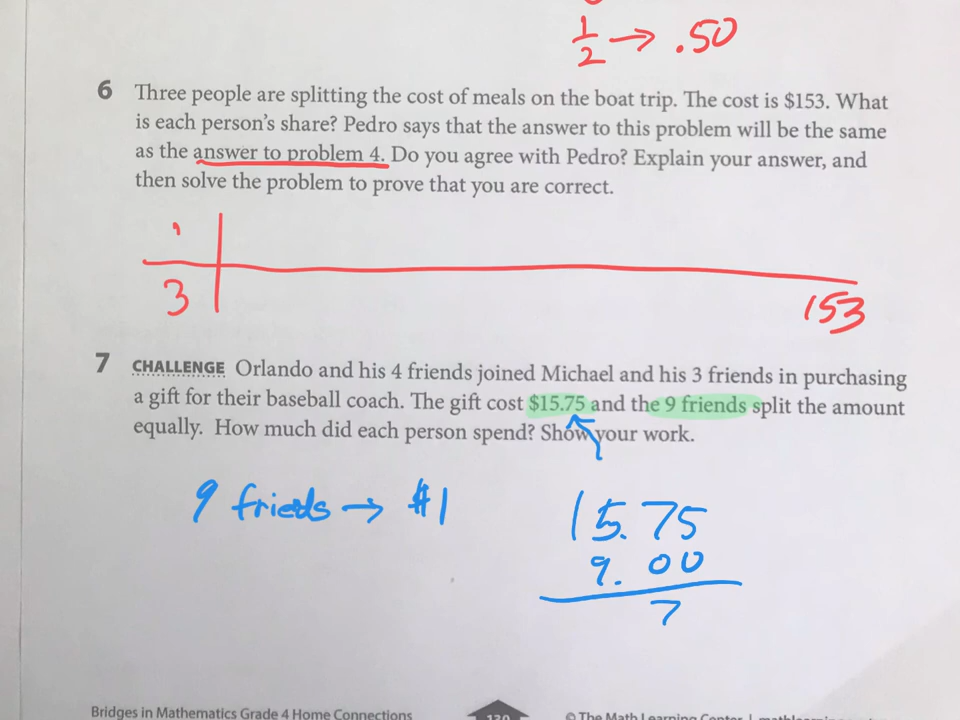 1/2 → .50
6 Three people are splitting the cost of meals on the boat trip. The cost is $153. What
is each person's share? Pedro says that the answer to this problem will be the same
as the answer to problem 4. Do you agree with Pedro? Explain your answer, and
then solve the problem to prove that you are correct.
3 153
7 CHALLENGE Orlando and his 4 friends joined Michael and his 3 friends in purchasing
a gift for their baseball coach. The gift cost $15.75 and the 9 friends split the amount
equally. How much did each person spend? Show your work.
9 frieds → $1
15.75
9.00
7
Bridges in Mathematics Grade 4 Home Connections © The Math Learning Center |